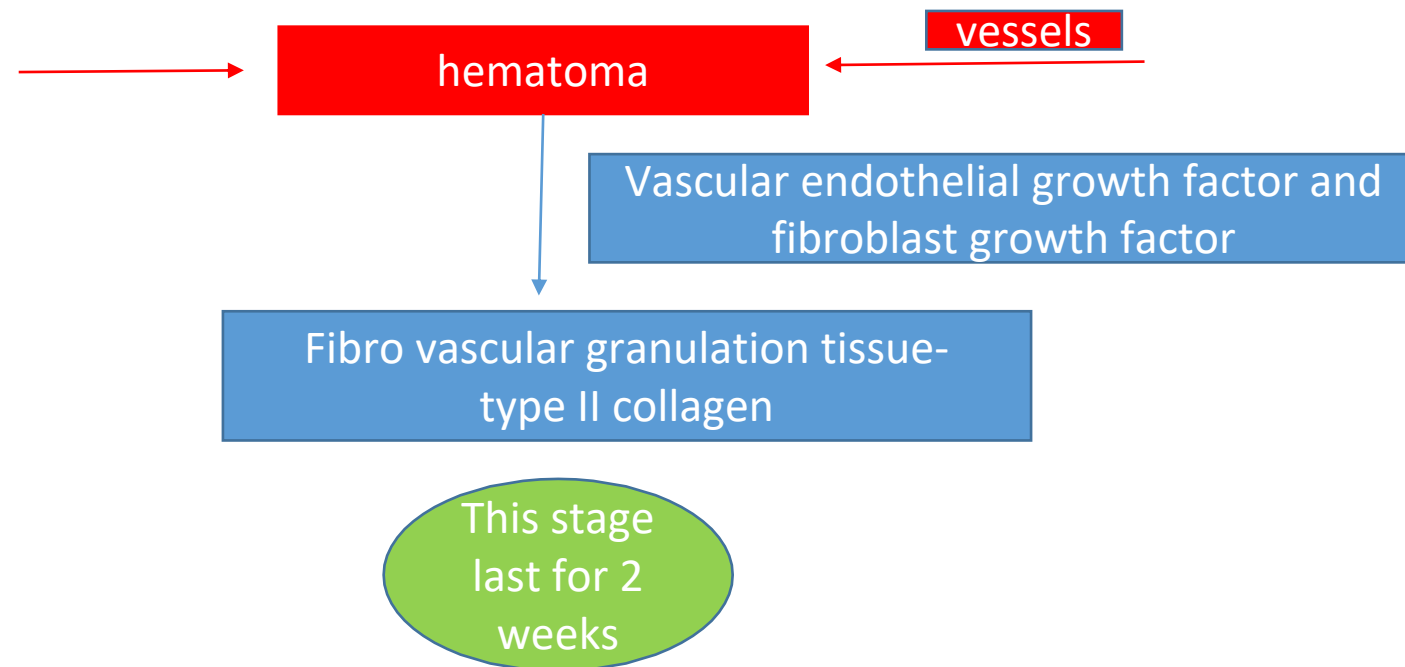 vessels
hematoma
Vascular endothelial growth factor and
fibroblast growth factor
Fibro vascular granulation tissue-
type II collagen
This stage
last for 2
weeks